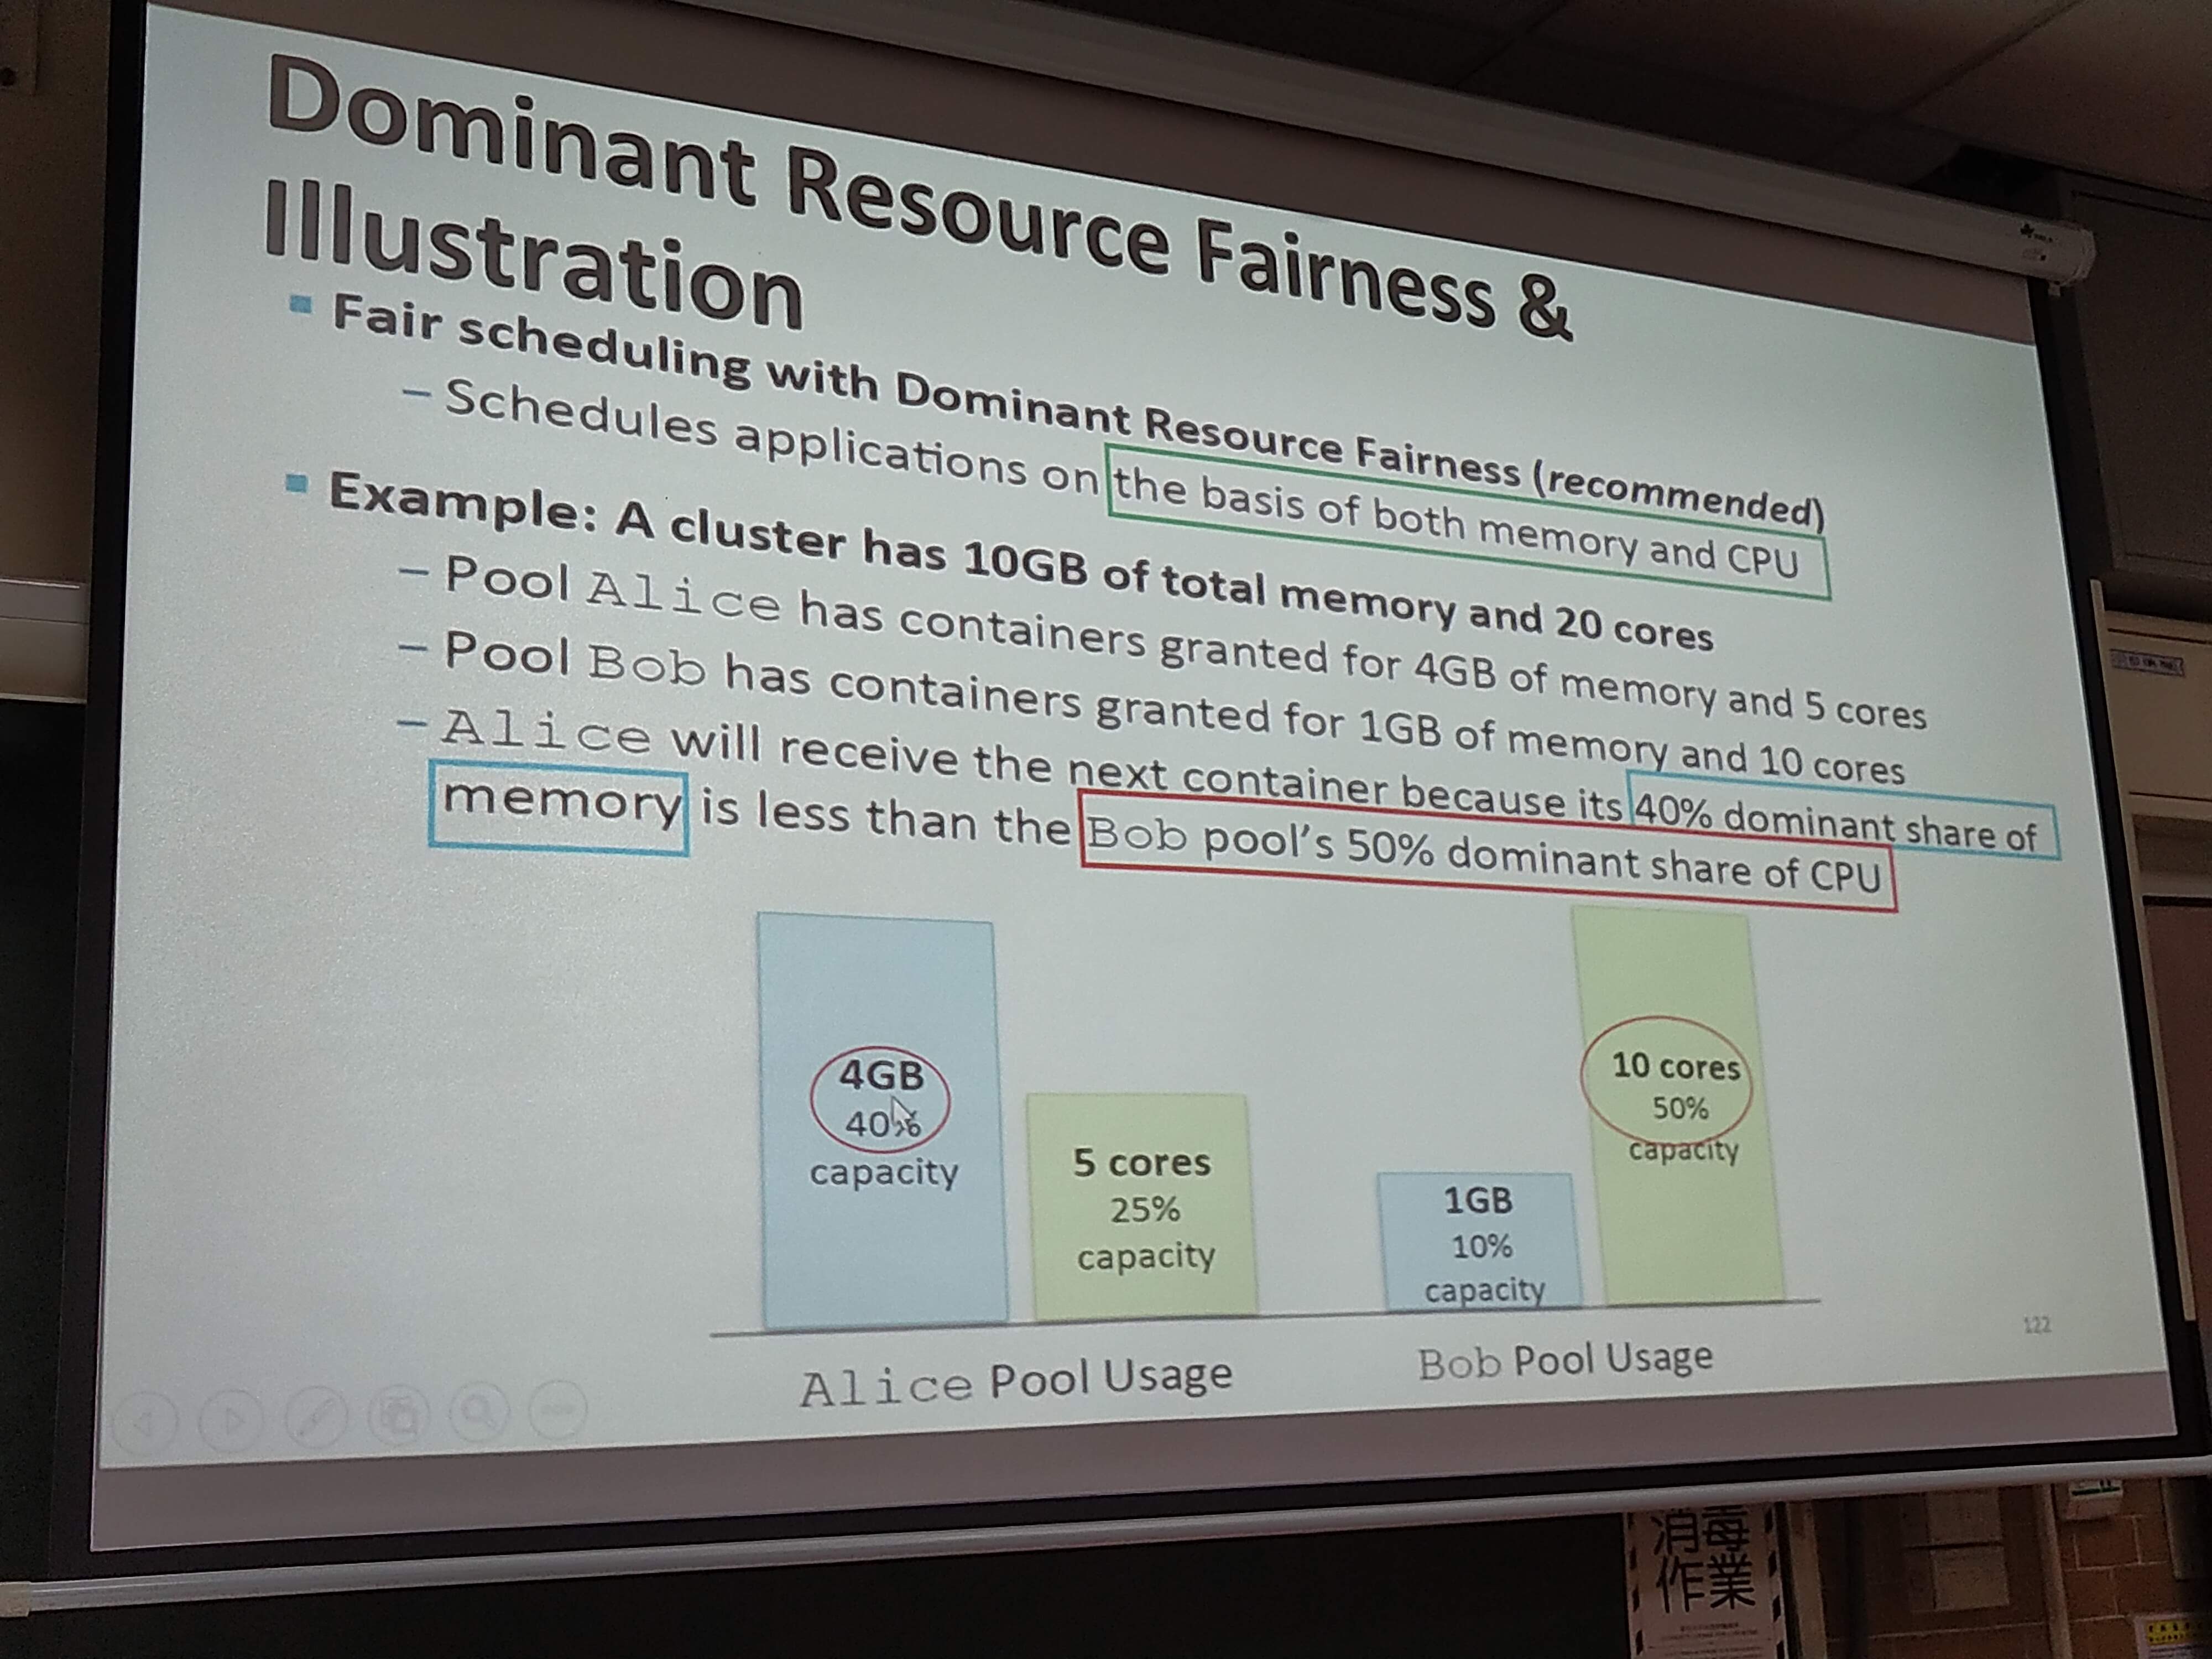 Dominant Resource Fairness &
Illustration
Fair scheduling with Dominant Resource Fairness (recommended)
– Schedules applications on the basis of both memory and CPU
Example: A cluster has 10GB of total memory and 20 cores
– Pool Alice has containers granted for 4GB of memory and 5 cores
– Pool Bob has containers granted for 1GB of memory and 10 cores
– Alice will receive the next container because its 40% dominant share of
memory is less than the Bob pool's 50% dominant share of CPU
4GB
40%
capacity
5 cores
25%
capacity
1GB
10%
capacity
10 cores
50%
capacity
Alice Pool Usage
Bob Pool Usage
122
消毒
作業